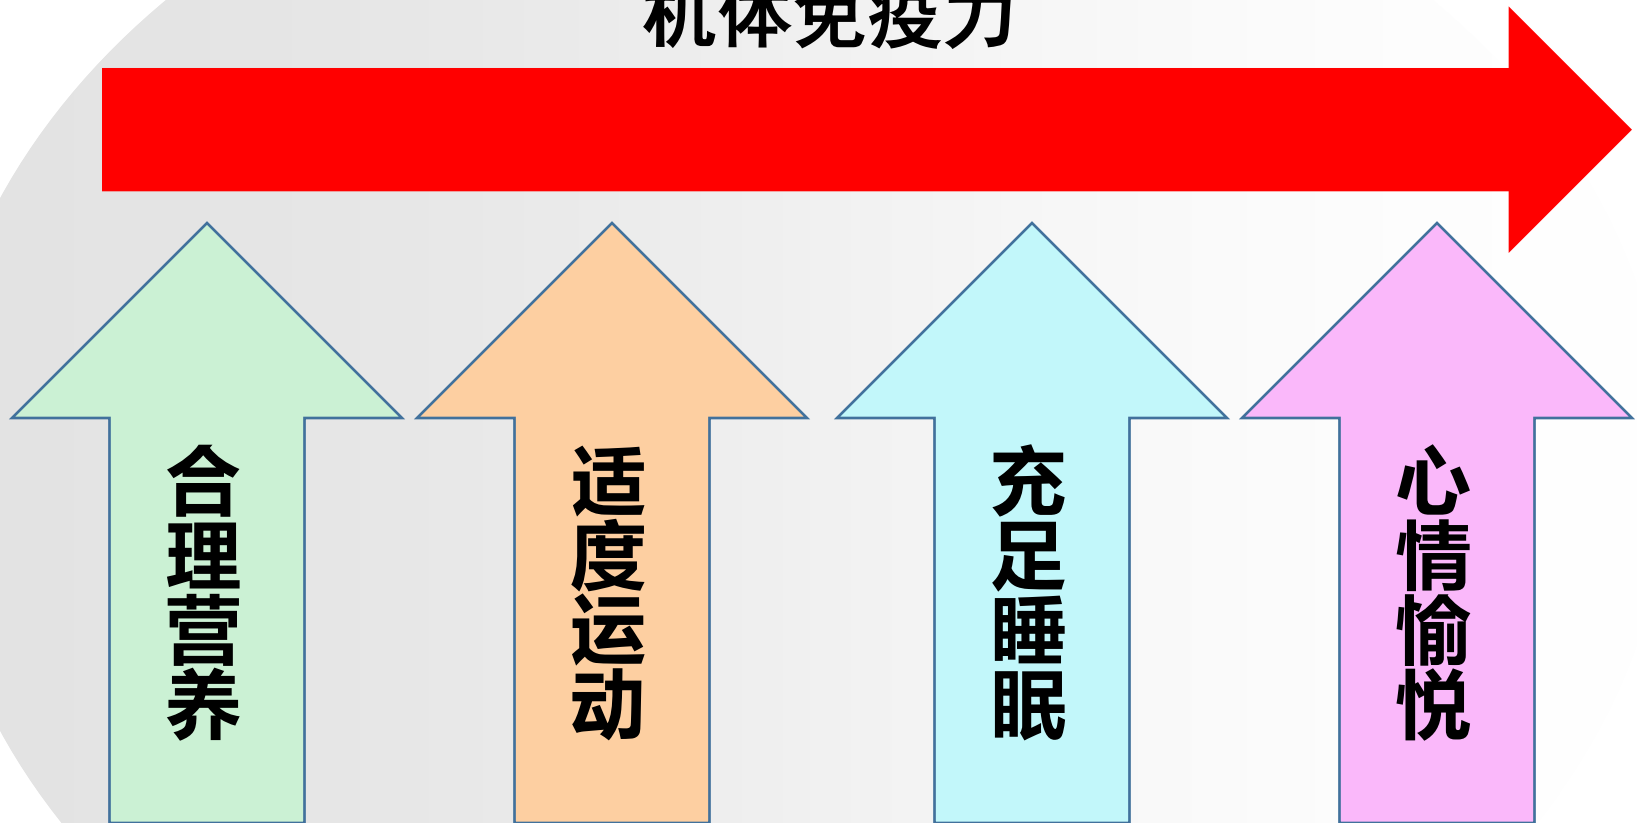 机体免疫力
合理营养
适度运动
充足睡眠
心情愉悦